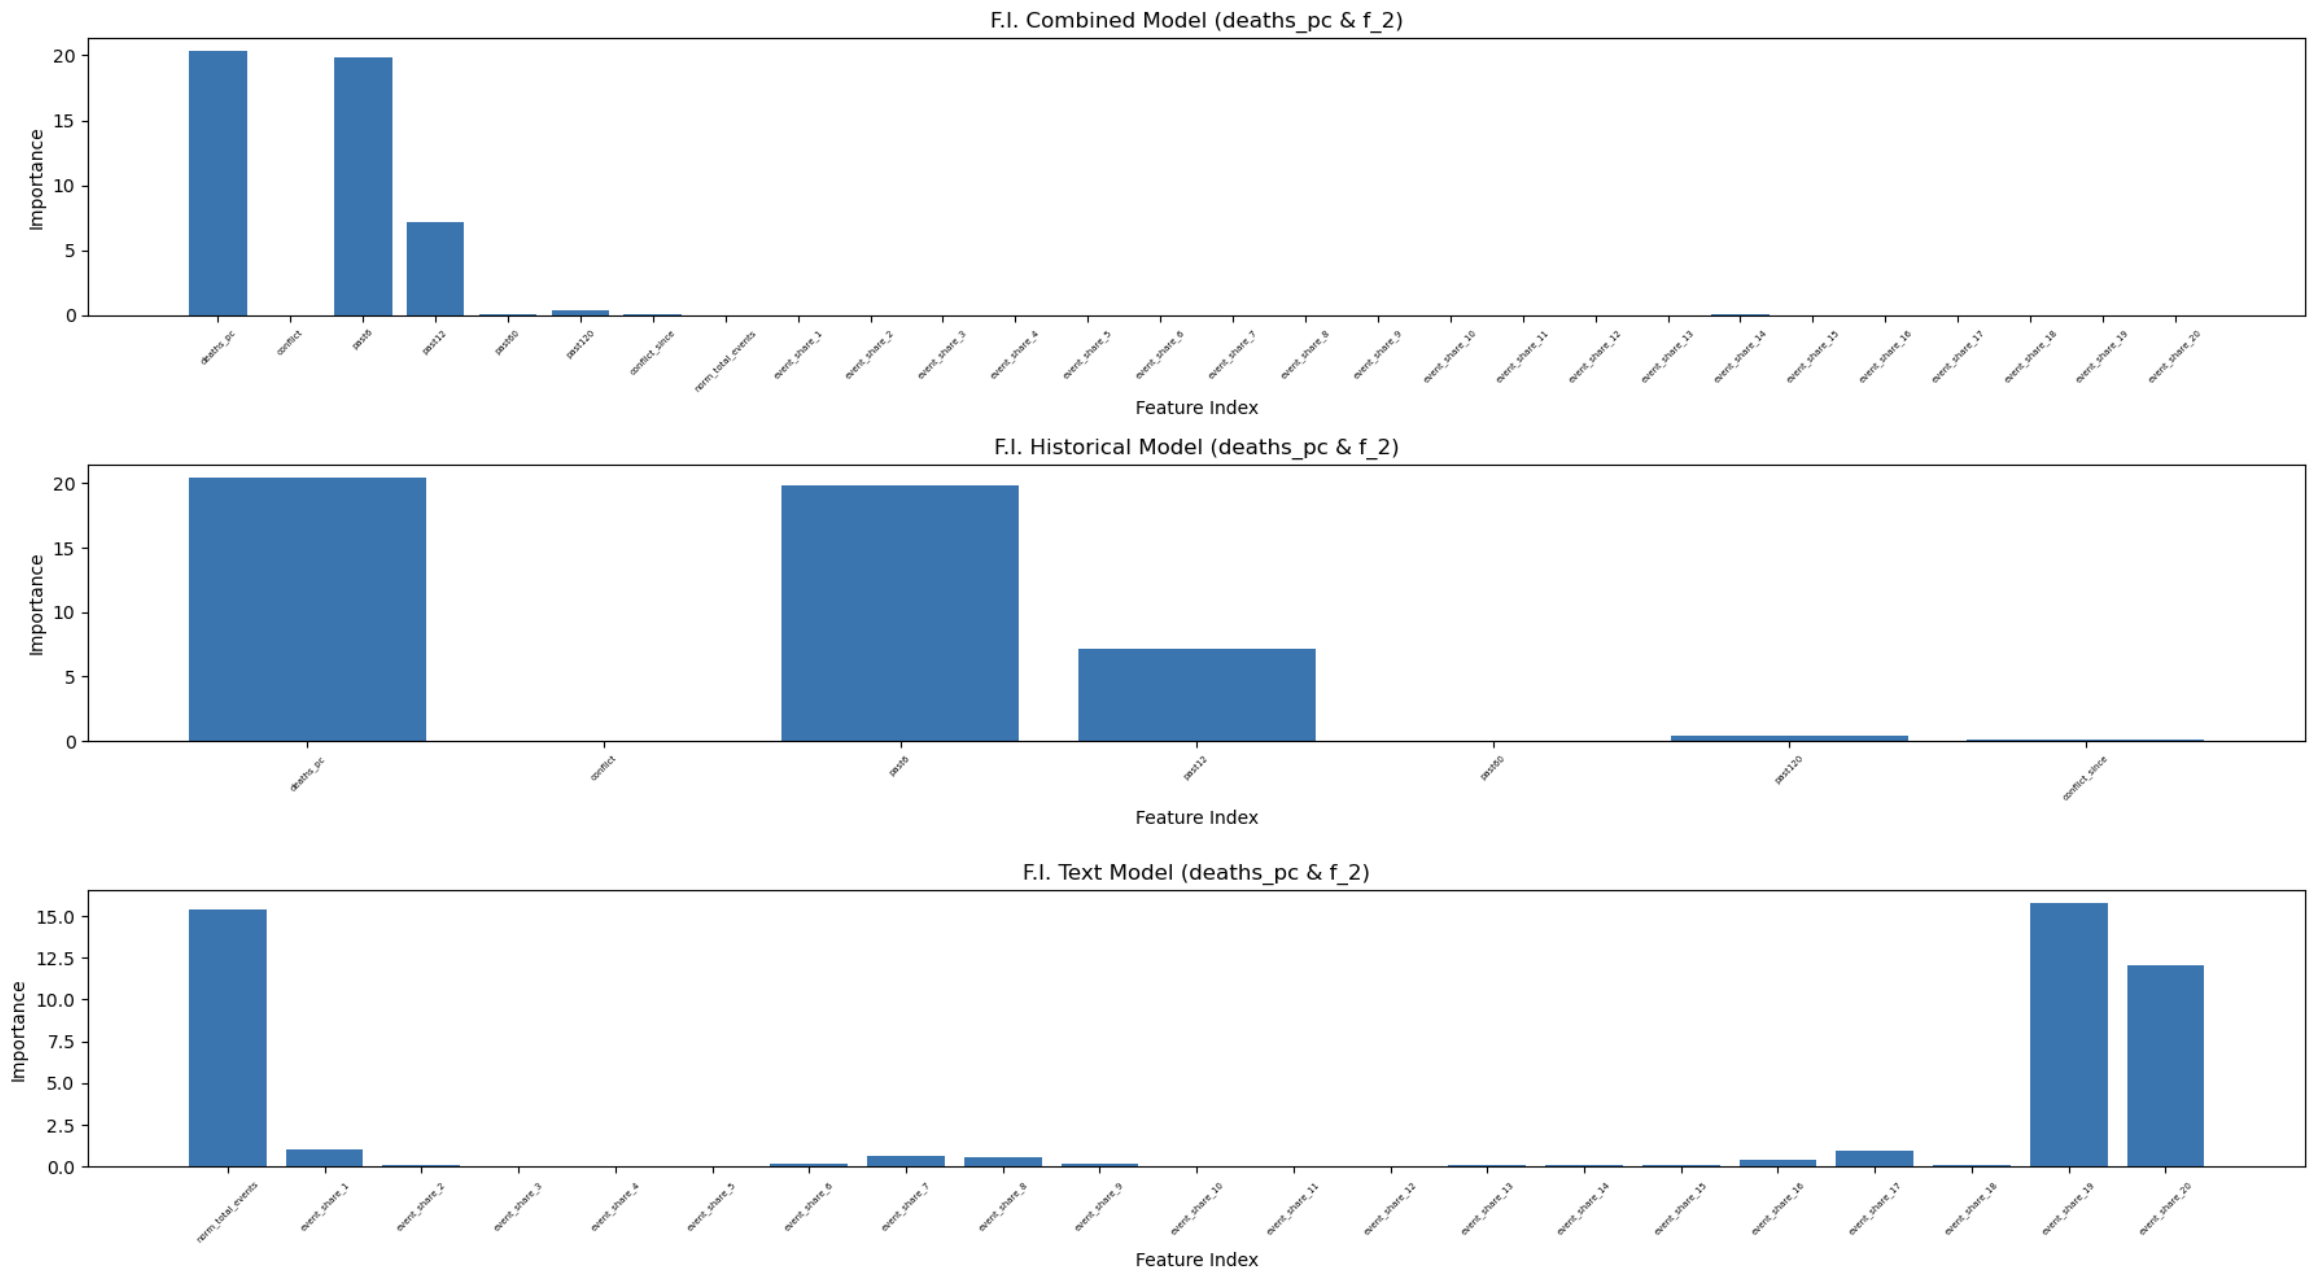 F.I. Combined Model (deaths_pc & f_2)
20
15
10
5
0
Importance
deaths_pc
conflict
past6
past12
past60
past120
conflict_since
norm_total_events
event_share_1
event_share_2
event_share_3
event_share_4
event_share_5
event_share_6
event_share_7
event_share_8
event_share_9
event_share_10
event_share_11
event_share_12
event_share_13
event_share_14
event_share_15
event_share_16
event_share_17
event_share_18
event_share_19
event_share_20
Feature Index
F.I. Historical Model (deaths_pc & f_2)
20
15
10
5
0
Importance
deaths_pc
conflict
past6
past12
past60
past120
conflict_since
Feature Index
F.I. Text Model (deaths_pc & f_2)
15.0
12.5
10.0
7.5
5.0
2.5
0.0
Importance
norm_total_events
event_share_1
event_share_2
event_share_3
event_share_4
event_share_5
event_share_6
event_share_7
event_share_8
event_share_9
event_share_10
event_share_11
event_share_12
event_share_13
event_share_14
event_share_15
event_share_16
event_share_17
event_share_18
event_share_19
event_share_20
Feature Index